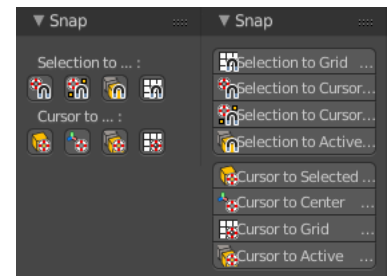 Snap
Selection to ... :
Cursor to ... :
Snap
Selection to Grid ...
Selection to Cursor...
Selection to Cursor...
Selection to Active...
Cursor to Selected ...
Cursor to Center ...
Cursor to Grid ...
Cursor to Active ...